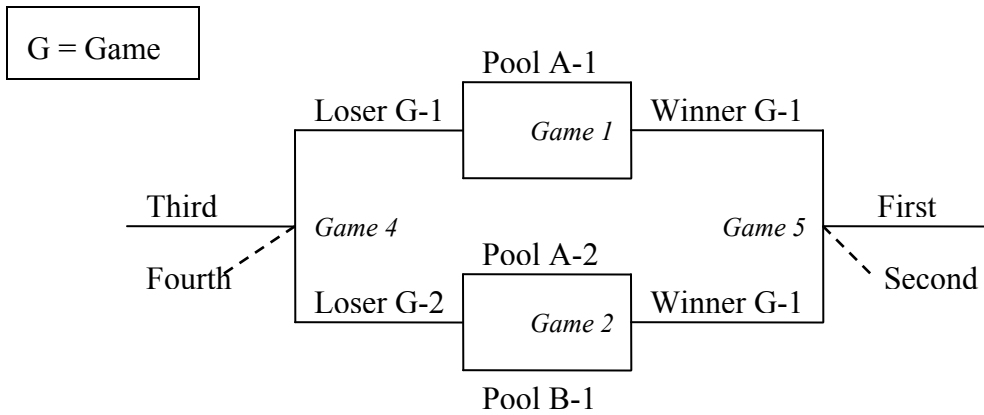 G = Game
Pool A-1
Loser G-1
Game 1
Winner G-1
Third
Game 4
Game 5
First
Fourth
Pool A-2
Second
Loser G-2
Game 2
Winner G-1
Pool B-1